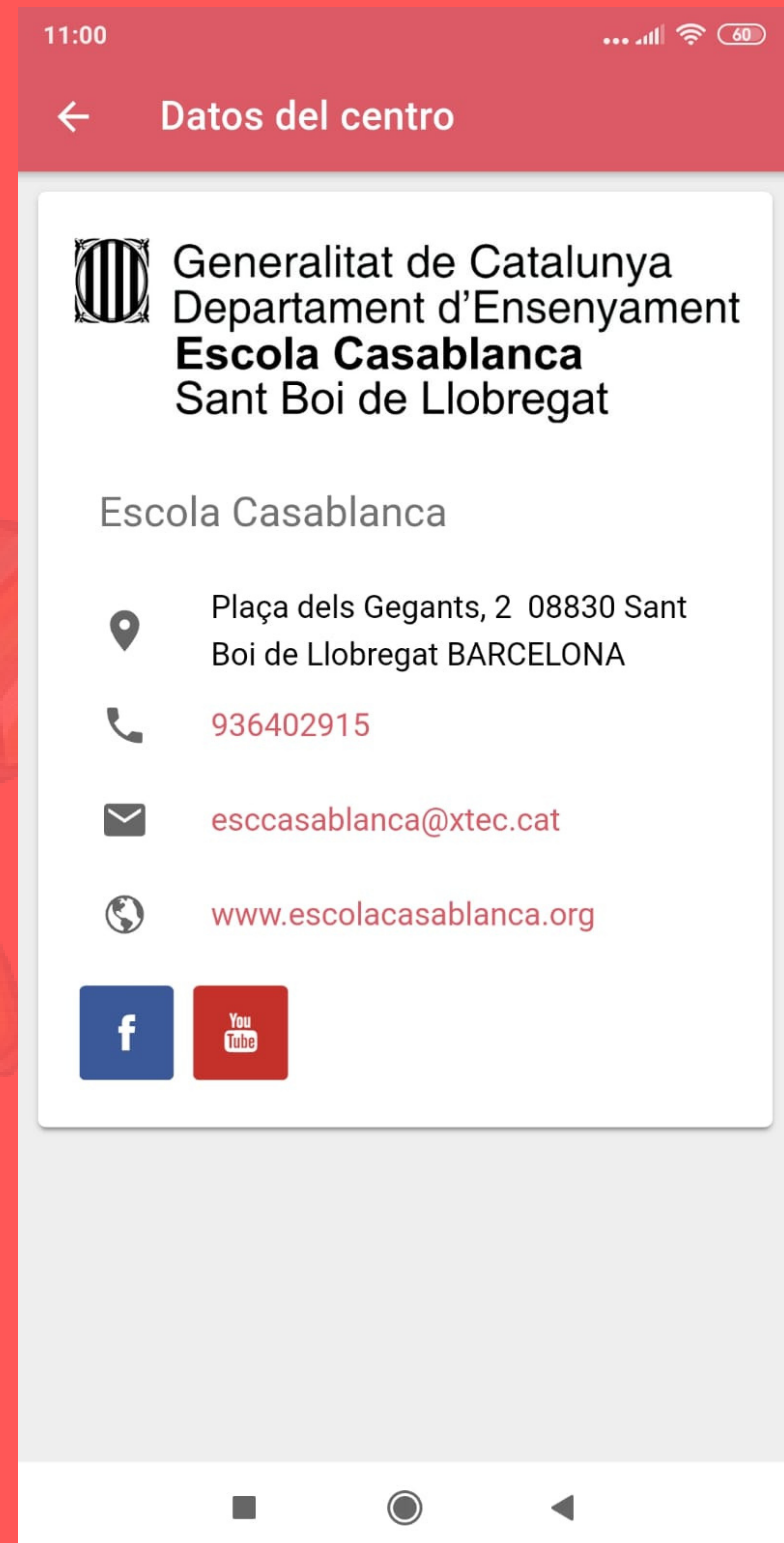 11:00
60
Datos del centro
Generalitat de Catalunya
Departament d'Ensenyament
Escola Casablanca
Sant Boi de Llobregat
Escola Casablanca
Plaça dels Gegants, 2  08830 Sant
Boi de Llobregat BARCELONA
936402915
esccasablanca@xtec.cat
www.escolacasablanca.org
f
You
Tube